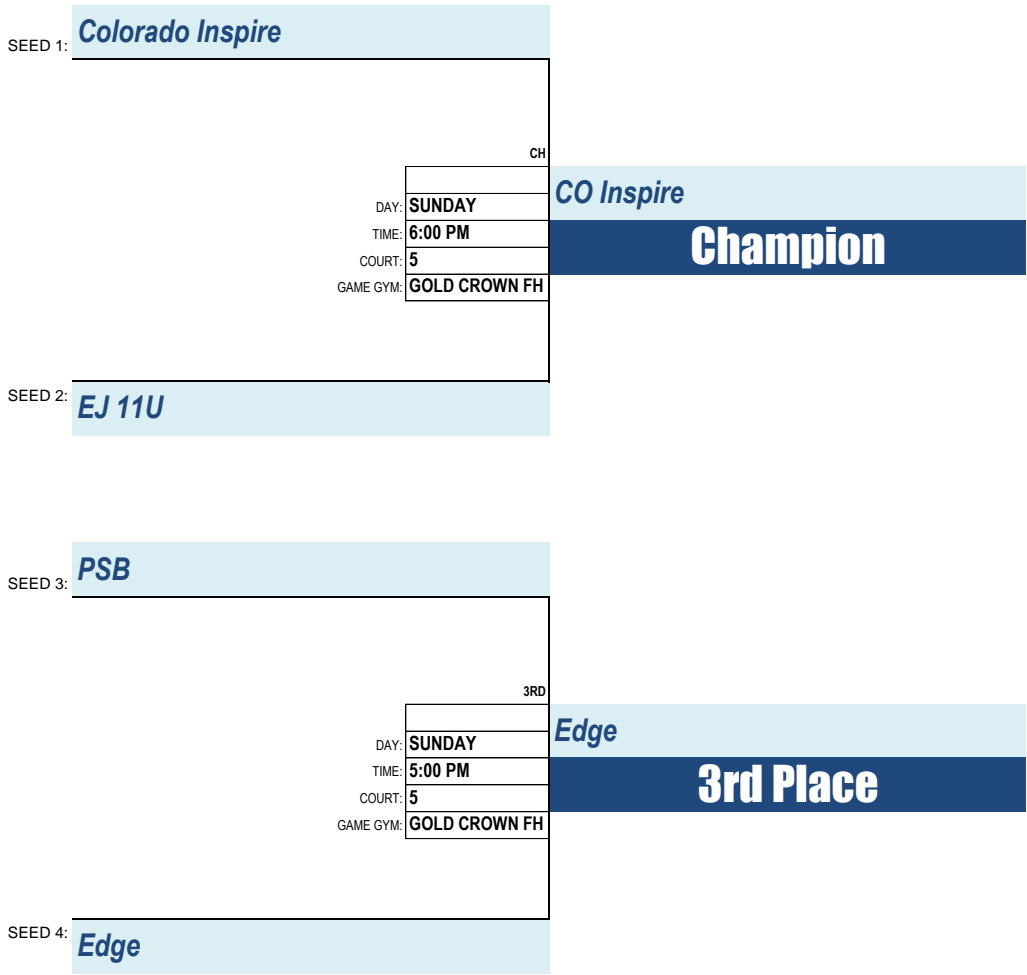 SEED 1: Colorado Inspire
CH
CO Inspire
DAY: SUNDAY
Champion
TIME: 6:00 PM
COURT: 5
GAME GYM: GOLD CROWN FH
SEED 2: EJ 11U
SEED 3: PSB
3RD
Edge
DAY: SUNDAY
3rd Place
TIME: 5:00 PM
COURT: 5
GAME GYM: GOLD CROWN FH
SEED 4: Edge